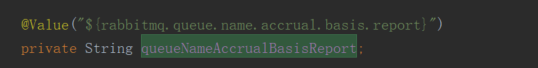 @Value("${rabbitmq.queue.name.accrual.basis.report}")
private String queueNameAccrualBasisReport;